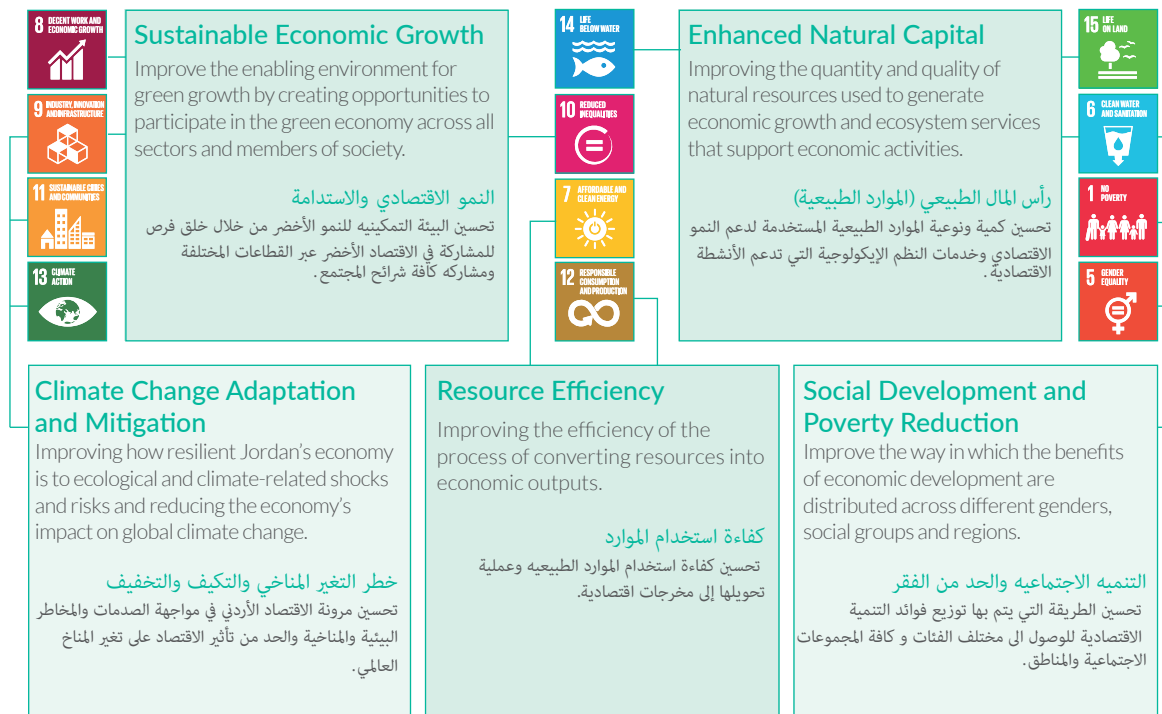 8 DECENT WORK AND
ECONOMIC GROWTH
9 INDUSTRY, INNOVATION
AND INFRASTRUCTURE
11 SUSTAINABLE CITIES
AND COMMUNITIES
13 CLIMATE
ACTION
Sustainable Economic Growth
Improve the enabling environment for
green growth by creating opportunities to
participate in the green economy across all
sectors and members of society.
النمو الاقتصادي والاستدامة
تحسين البيئة التمكينيه للنمو الأخضر من خلال خلق فرص
للمشاركة في الاقتصاد الأخضر عبر القطاعات المختلفة
ومشاركه كافة شرائح المجتمع.
14 LIFE
BELOW WATER
10 REDUCED
INEQUALITIES
7 AFFORDABLE AND
CLEAN ENERGY
12 RESPONSIBLE
CONSUMPTION
AND PRODUCTION
Enhanced Natural Capital
Improving the quantity and quality of
natural resources used to generate
economic growth and ecosystem services
that support economic activities.
رأس المال الطبيعي (الموارد الطبيعية)
تحسين كمية ونوعية الموارد الطبيعية المستخدمة لدعم النمو
الاقتصادي وخدمات النظم الإيكولوجية التي تدعم الأنشطة
الاقتصادية.
15 LIFE
ON LAND
6 CLEAN WATER
AND SANITATION
1 NO
POVERTY
5 GENDER
EQUALITY
Climate Change Adaptation
and Mitigation
Improving how resilient Jordan's economy
is to ecological and climate-related shocks
and risks and reducing the economy's
impact on global climate change.
خطر التغير المناخي والتكيف والتخفيف
تحسين مرونة الاقتصاد الأردني في مواجهة الصدمات والمخاطر
البيئية والمناخية والحد من تأثير الاقتصاد على تغير المناخ
العالمي.
Resource Efficiency
Improving the efficiency of the
process of converting resources into
economic outputs.
كفاءة استخدام الموارد
تحسين كفاءة استخدام الموارد الطبيعيه وعملية
تحويلها إلى مخرجات اقتصادية.
Social Development and
Poverty Reduction
Improve the way in which the benefits
of economic development are
distributed across different genders,
social groups and regions.
التنميه الاجتماعيه والحد من الفقر
تحسين الطريقة التي يتم بها توزيع فوائد التنمية
الاقتصادية للوصول الى مختلف الفئات و كافة المجموعات
الاجتماعية والمناطق.